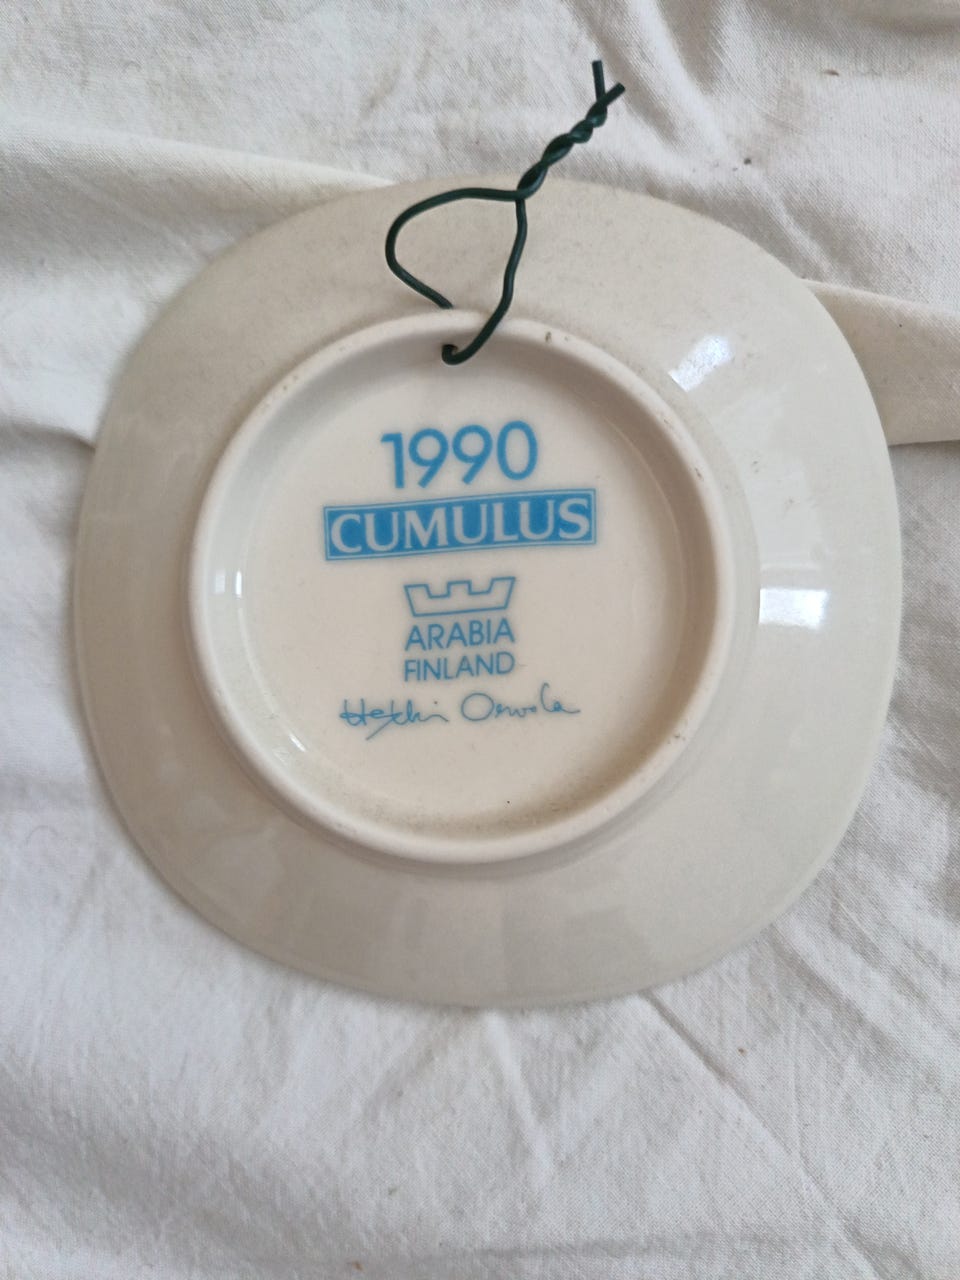 1990
CUMULUS
ARABIA
FINLAND
Heikki Orvola